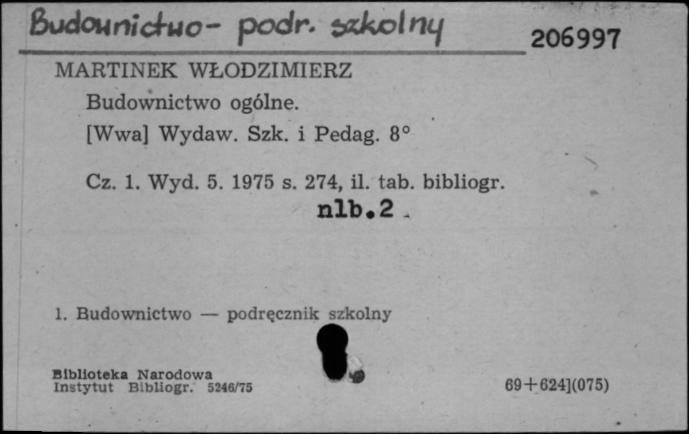 Budownictwo - podr. szkolny
206997
MARTINEK WŁODZIMIERZ
Budownictwo ogólne.
[Wwa] Wydaw. Szk. i Pedag. 8°
Cz. 1. Wyd. 5. 1975 s. 274, il. tab. bibliogr.
nlb.2
1. Budownictwo — podręcznik szkolny
Biblioteka Narodowa
Instytut Bibliogr. 5246/75
69+624](075)